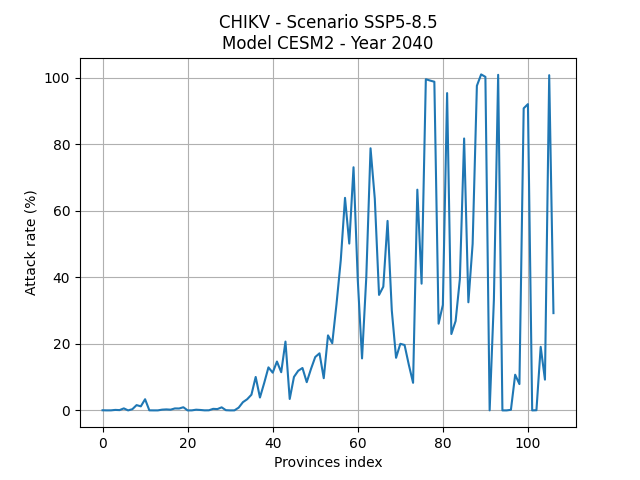 CHIKV - Scenario SSP5-8.5
Model CESM2 - Year 2040
100
80
60
40
20
0
Attack rate (%)
0 20 40 60 80 100
Provinces index